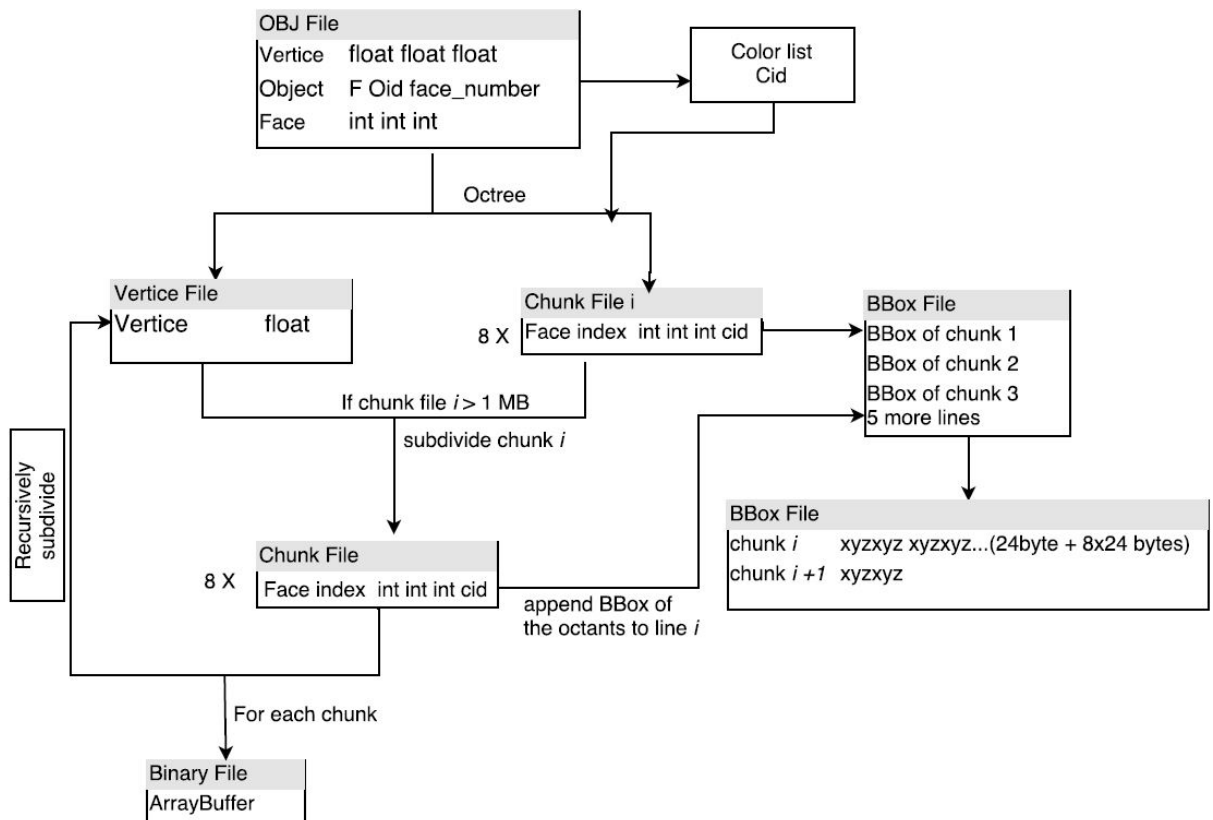 OBJ File
Vertice float float float
Object F Oid face_number
Face int int int
Color list
Cid
Octree
Vertice File
Vertice float
8 X
Chunk File i
Face index int int int cid
BBox File
BBox of chunk 1
BBox of chunk 2
BBox of chunk 3
5 more lines
If chunk file i > 1 MB
subdivide chunk i
Recursively
subdivide
BBox File
chunk i xyzxyz xyzxyz...(24byte + 8x24 bytes)
chunk i +1 xyzxyz
8 X
Chunk File
Face index int int int cid
append BBox of
the octants to line i
For each chunk
Binary File
ArrayBuffer